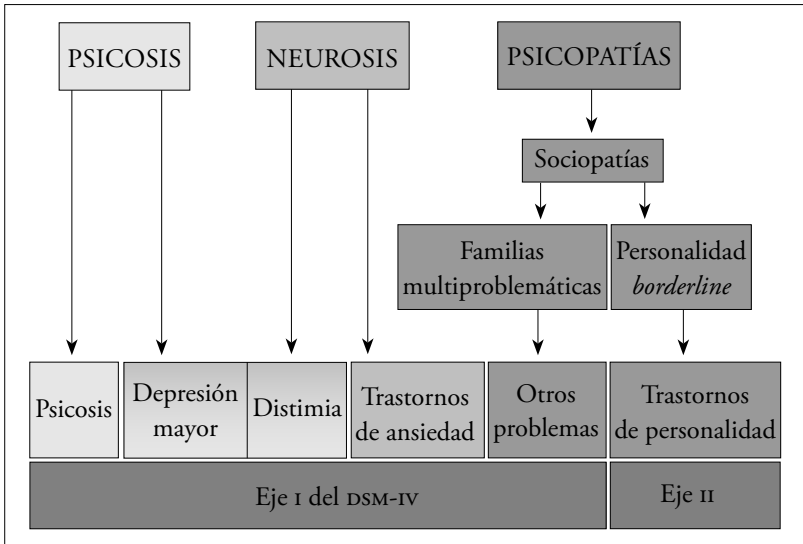 PSICOSIS
NEUROSIS
PSICOPATÍAS
Sociopatías
Familias
multiproblemáticas
Personalidad
borderline
Psicosis
Depresión
mayor
Distimia
Trastornos
de ansiedad
Otros
problemas
Trastornos
de personalidad
Eje I del DSM-IV
Eje II